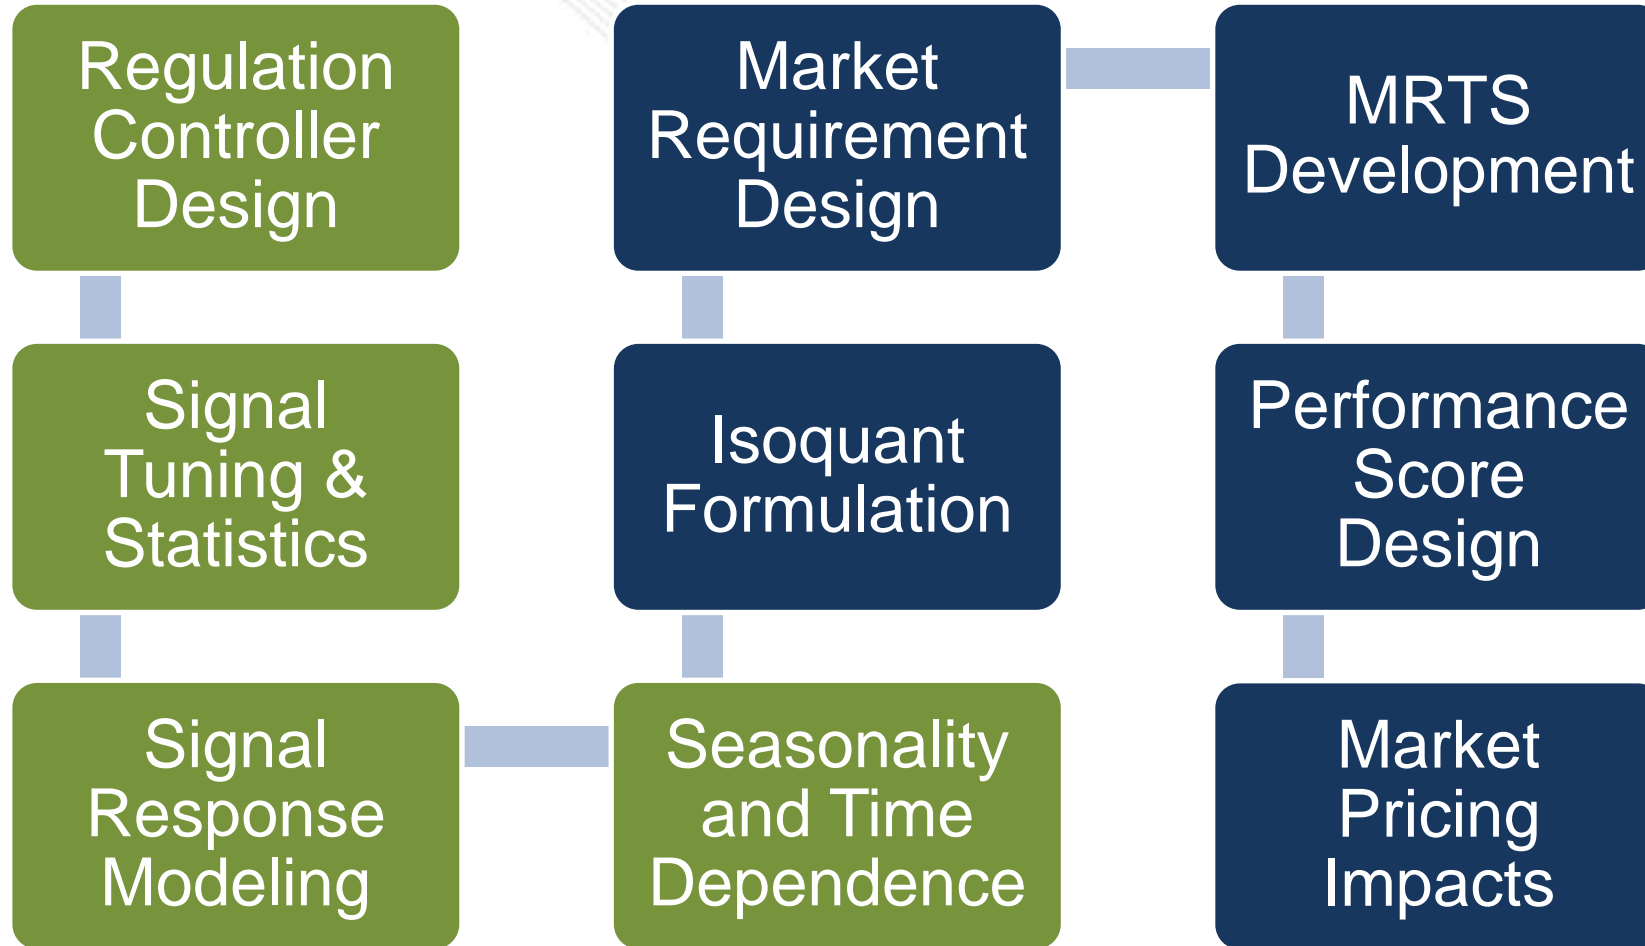 Regulation
Controller
Design
Signal
Tuning &
Statistics
Signal
Response
Modeling
Seasonality
and Time
Dependence
Isoquant
Formulation
Market
Requirement
Design
MRTS
Development
Performance
Score
Design
Market
Pricing
Impacts